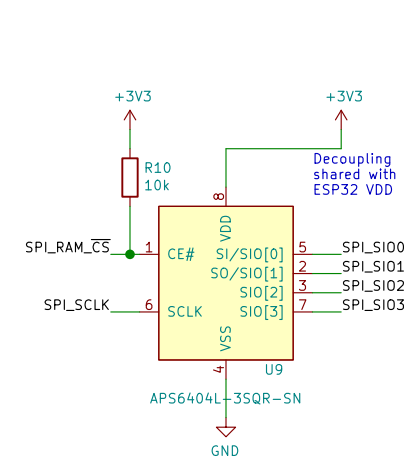 +3V3
+3V3
Decoupling
shared with
ESP32 VDD
R10
10k
8
VDD
SPI_RAM_CS
1
CE#
SI/SIO[0]
5
SPI_SIO0
SO/SIO[1]
2
SPI_SIO1
SIO[2]
3
SPI_SIO2
SPI_SCLK
6
SCLK
SIO[3]
7
SPI_SIO3
VSS
4
U9
APS6404L-3SQR-SN
GND